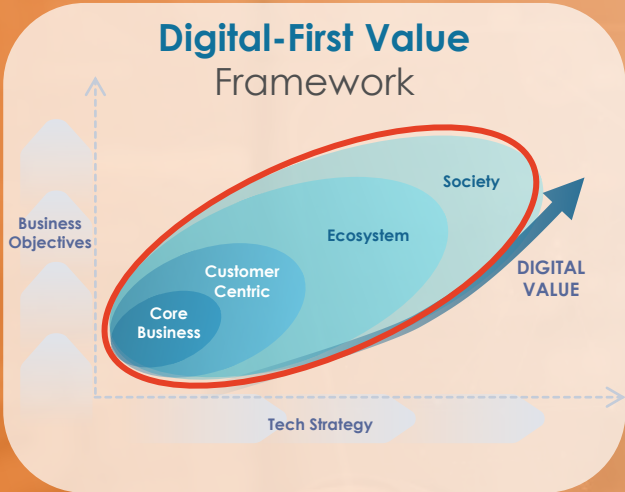 Digital-First Value
Framework
Society
Ecosystem
Business
Objectives
Customer
Centric
DIGITAL
VALUE
Core
Business
Tech Strategy